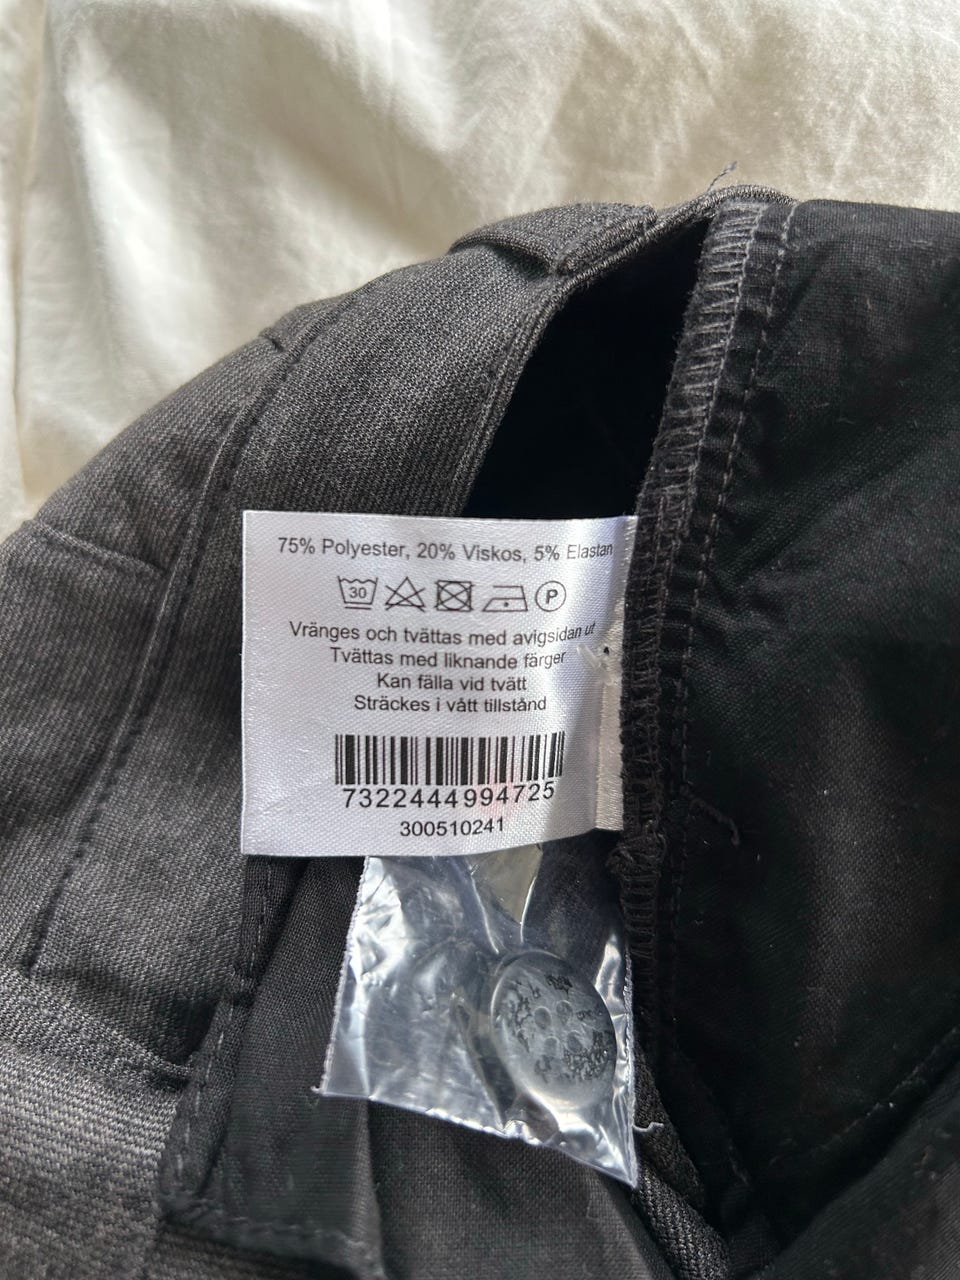 75% Polyester, 20% Viskos, 5% Elastan
30 P
Vränges och tvättas med avigsidan ut
Tvättas med liknande färger
Kan fälla vid tvätt
Sträckes i vått tillstånd
7322444994725
300510241